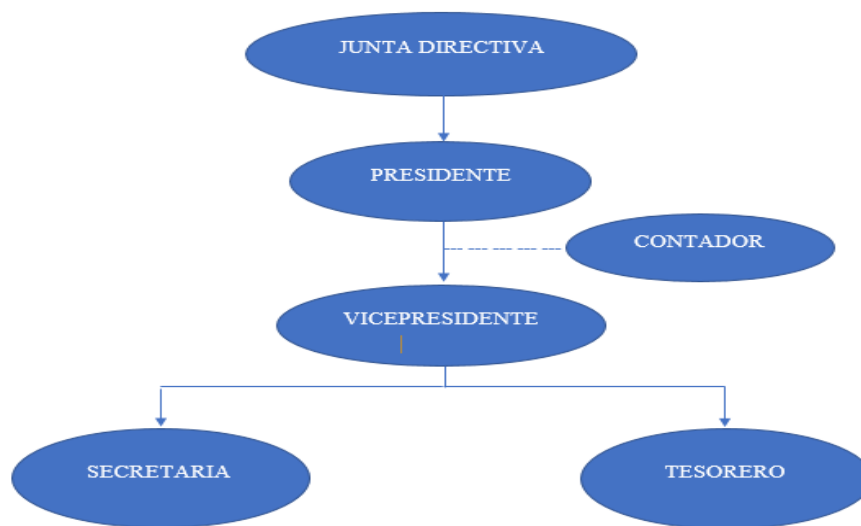 JUNTA DIRECTIVA
PRESIDENTE
CONTADOR
VICEPRESIDENTE
SECRETARIA
TESORERO